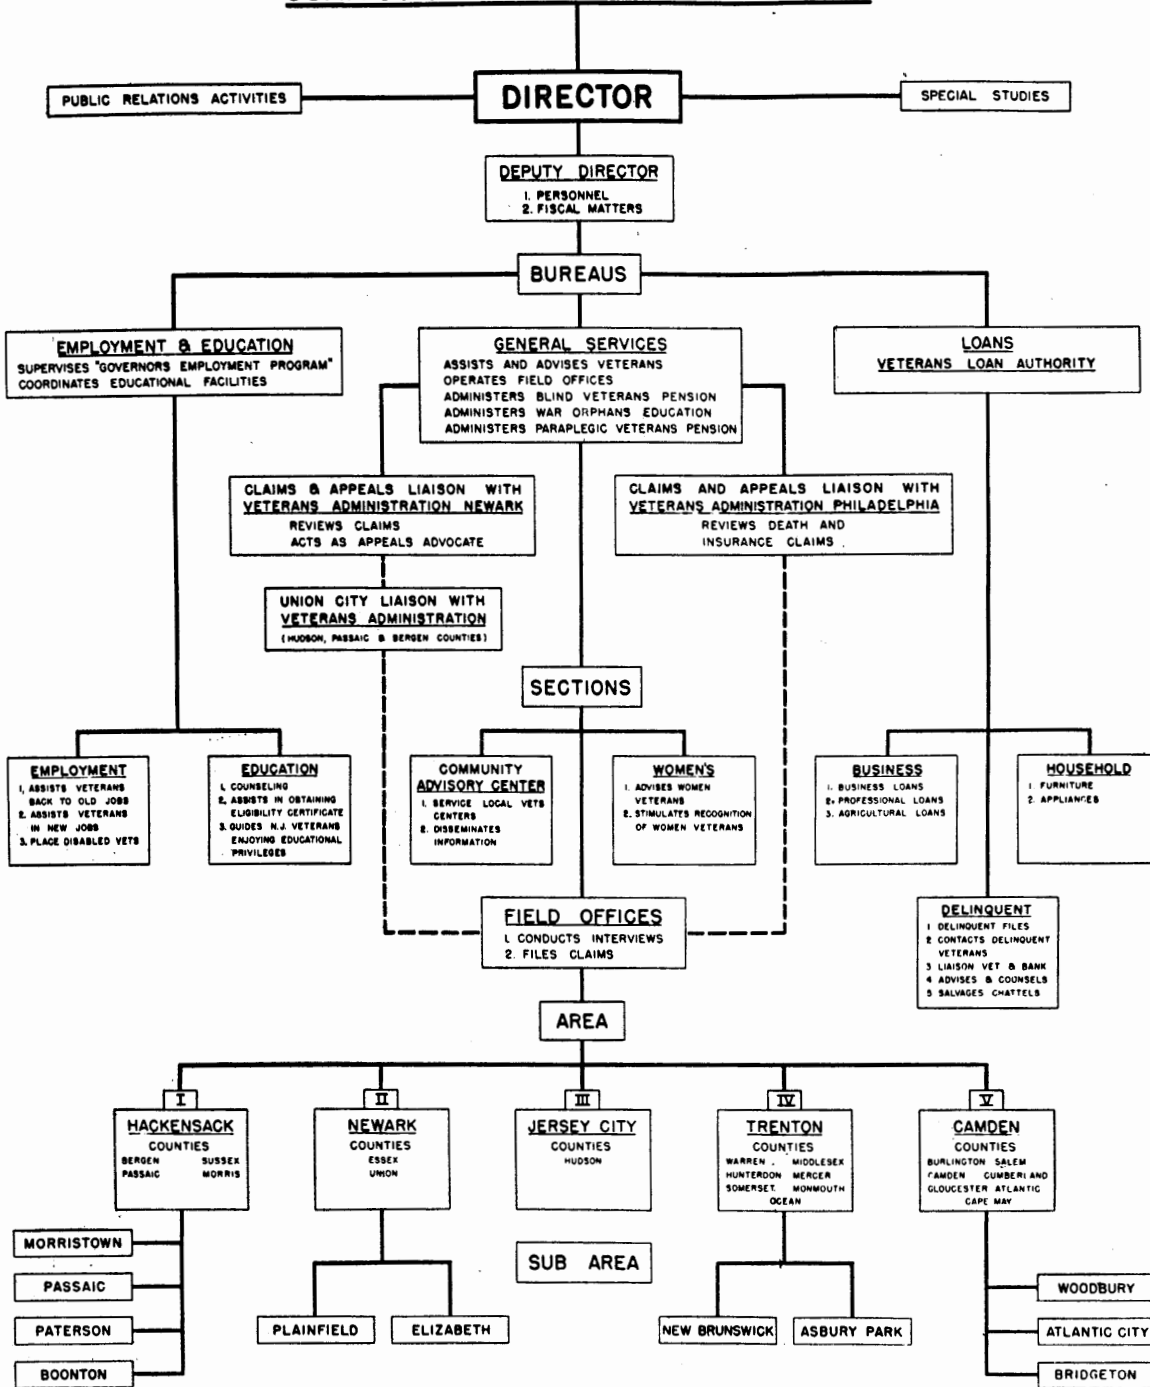 PUBLIC RELATIONS ACTIVITIES
DIRECTOR
SPECIAL STUDIES
DEPUTY DIRECTOR
1. PERSONNEL
2. FISCAL MATTERS
BUREAUS
EMPLOYMENT & EDUCATION
SUPERVISES "GOVERNORS EMPLOYMENT PROGRAM"
COORDINATES EDUCATIONAL FACILITIES
GENERAL SERVICES
ASSISTS AND ADVISES VETERANS
OPERATES FIELD OFFICES
ADMINISTERS BLIND VETERANS PENSION
ADMINISTERS WAR ORPHANS EDUCATION
ADMINISTERS PARAPLEGIC VETERANS PENSION
LOANS
VETERANS LOAN AUTHORITY
CLAIMS & APPEALS LIAISON WITH
VETERANS ADMINISTRATION NEWARK
REVIEWS CLAIMS
ACTS AS APPEALS ADVOCATE
CLAIMS AND APPEALS LIAISON WITH
VETERANS ADMINISTRATION PHILADELPHIA
REVIEWS DEATH AND
INSURANCE CLAIMS
UNION CITY LIAISON WITH
VETERANS ADMINISTRATION
(HUDSON, PASSAIC & BERGEN COUNTIES)
SECTIONS
EMPLOYMENT
1, ASSISTS VETERANS
BACK TO OLD JOBS
2. ASSISTS VETERANS
IN NEW JOBS
3. PLACE DISABLED VETS
EDUCATION
1. COUNSELING
2. ASSISTS IN OBTAINING
ELIGIBILITY CERTIFICATE
3. GUIDES N.J. VETERANS
ENJOYING EDUCATIONAL
PRIVILEGES
COMMUNITY
ADVISORY CENTER
1. SERVICE LOCAL VETS
CENTERS
2. DISSEMINATES
INFORMATION
WOMEN'S
1. ADVISES WOMEN
VETERANS
2. STIMULATES RECOGNITION
OF WOMEN VETERANS
BUSINESS
1. BUSINESS LOANS
2. PROFESSIONAL LOANS
3. AGRICULTURAL LOANS
HOUSEHOLD
1. FURNITURE
2. APPLIANCES
FIELD OFFICES
1. CONDUCTS INTERVIEWS
2. FILES CLAIMS
DELINQUENT
1 DELINQUENT FILES
2 CONTACTS DELINQUENT
VETERANS
3 LIAISON VET & BANK
4 ADVISES & COUNSELS
5 SALVAGES CHATTELS
AREA
I
HACKENSACK
COUNTIES
BERGEN SUSSEX
PASSAIC MORRIS
II
NEWARK
COUNTIES
ESSEX
UNION
III
JERSEY CITY
COUNTIES
HUDSON
IV
TRENTON
COUNTIES
WARREN MIDDLESEX
HUNTERDON MERCER
SOMERSET MONMOUTH
OCEAN
V
CAMDEN
COUNTIES
BURLINGTON SALEM
CAMDEN CUMBERLAND
GLOUCESTER ATLANTIC
CAPE MAY
MORRISTOWN
PASSAIC
PATERSON
BOONTON
PLAINFIELD
ELIZABETH
SUB AREA
NEW BRUNSWICK
ASBURY PARK
WOODBURY
ATLANTIC CITY
BRIDGETON